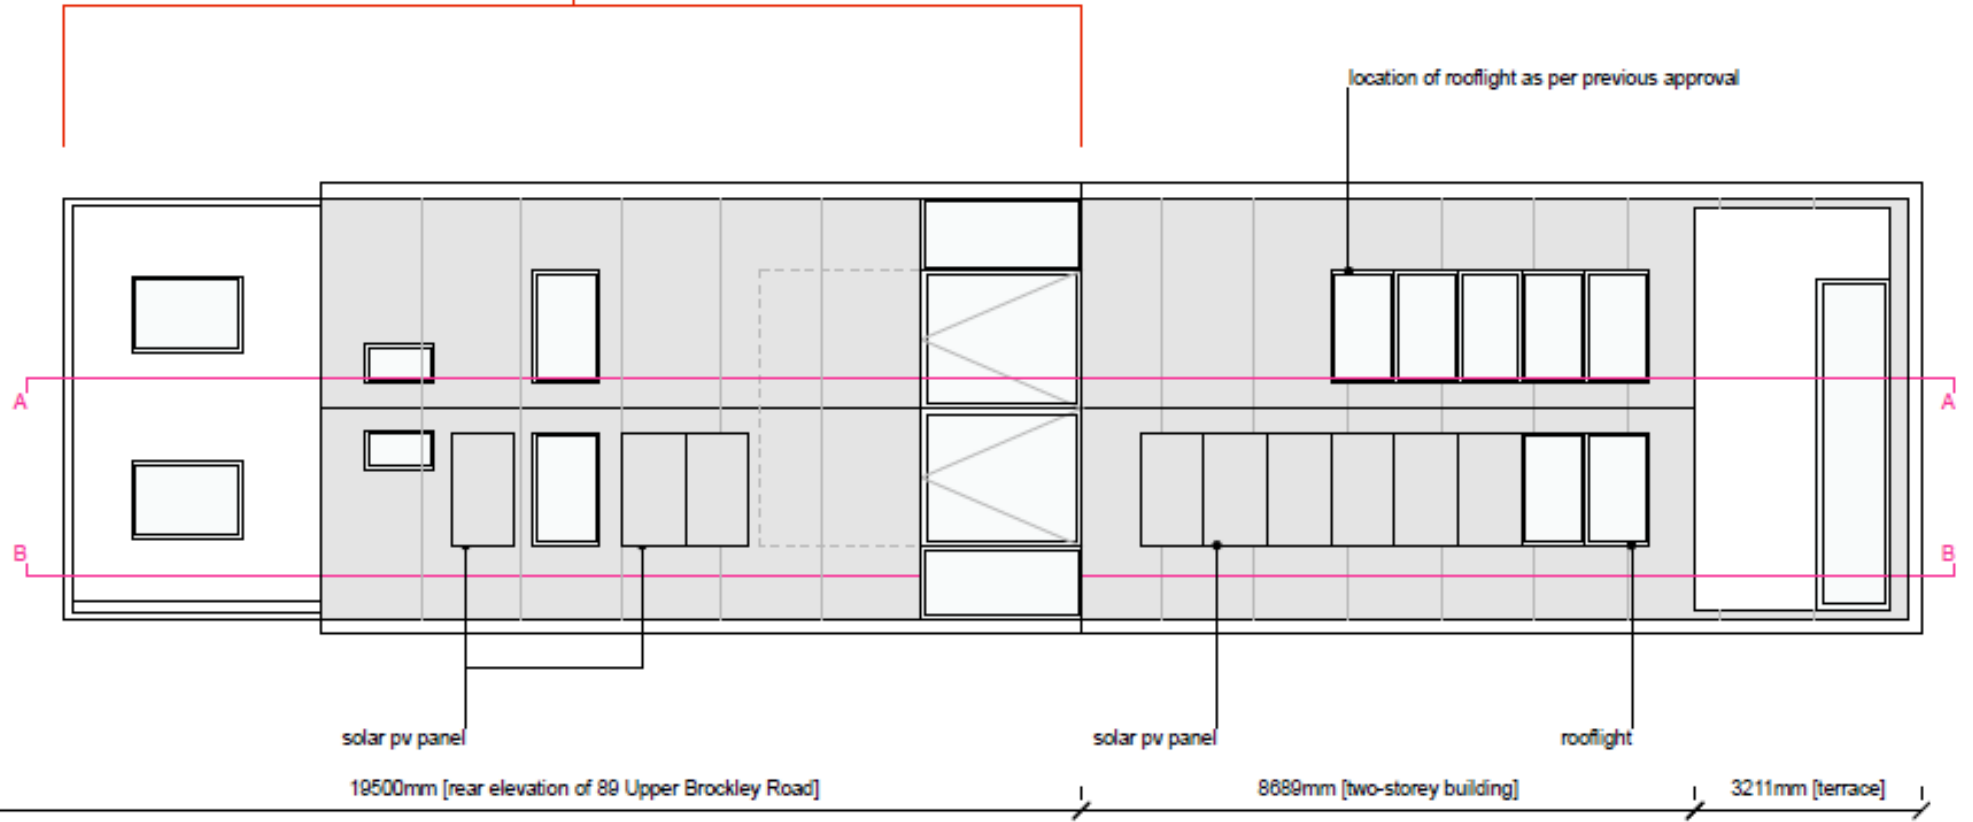 location of rooflight as per previous approval
A
A
B
B
solar pv panel
solar pv panel
rooflight
19500mm [rear elevation of 89 Upper Brockley Road]
8689mm [two-storey building]
3211mm [terrace]